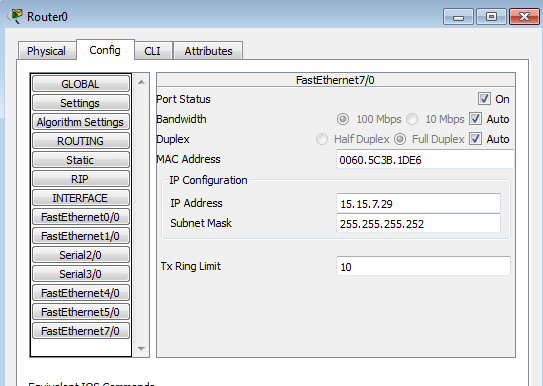 Router0
Physical Config CLI Attributes
GLOBAL
Settings
Algorithm Settings
ROUTING
Static
RIP
INTERFACE
FastEthernet0/0
FastEthernet1/0
Serial2/0
Serial3/0
FastEthernet4/0
FastEthernet5/0
FastEthernet7/0
FastEthernet7/0
Port Status On
Bandwidth 100 Mbps 10 Mbps Auto
Duplex Half Duplex Full Duplex Auto
MAC Address 0060.5C3B.1DE6
IP Configuration
IP Address 15.15.7.29
Subnet Mask 255.255.255.252
Tx Ring Limit 10
Equivalent IOS Commands